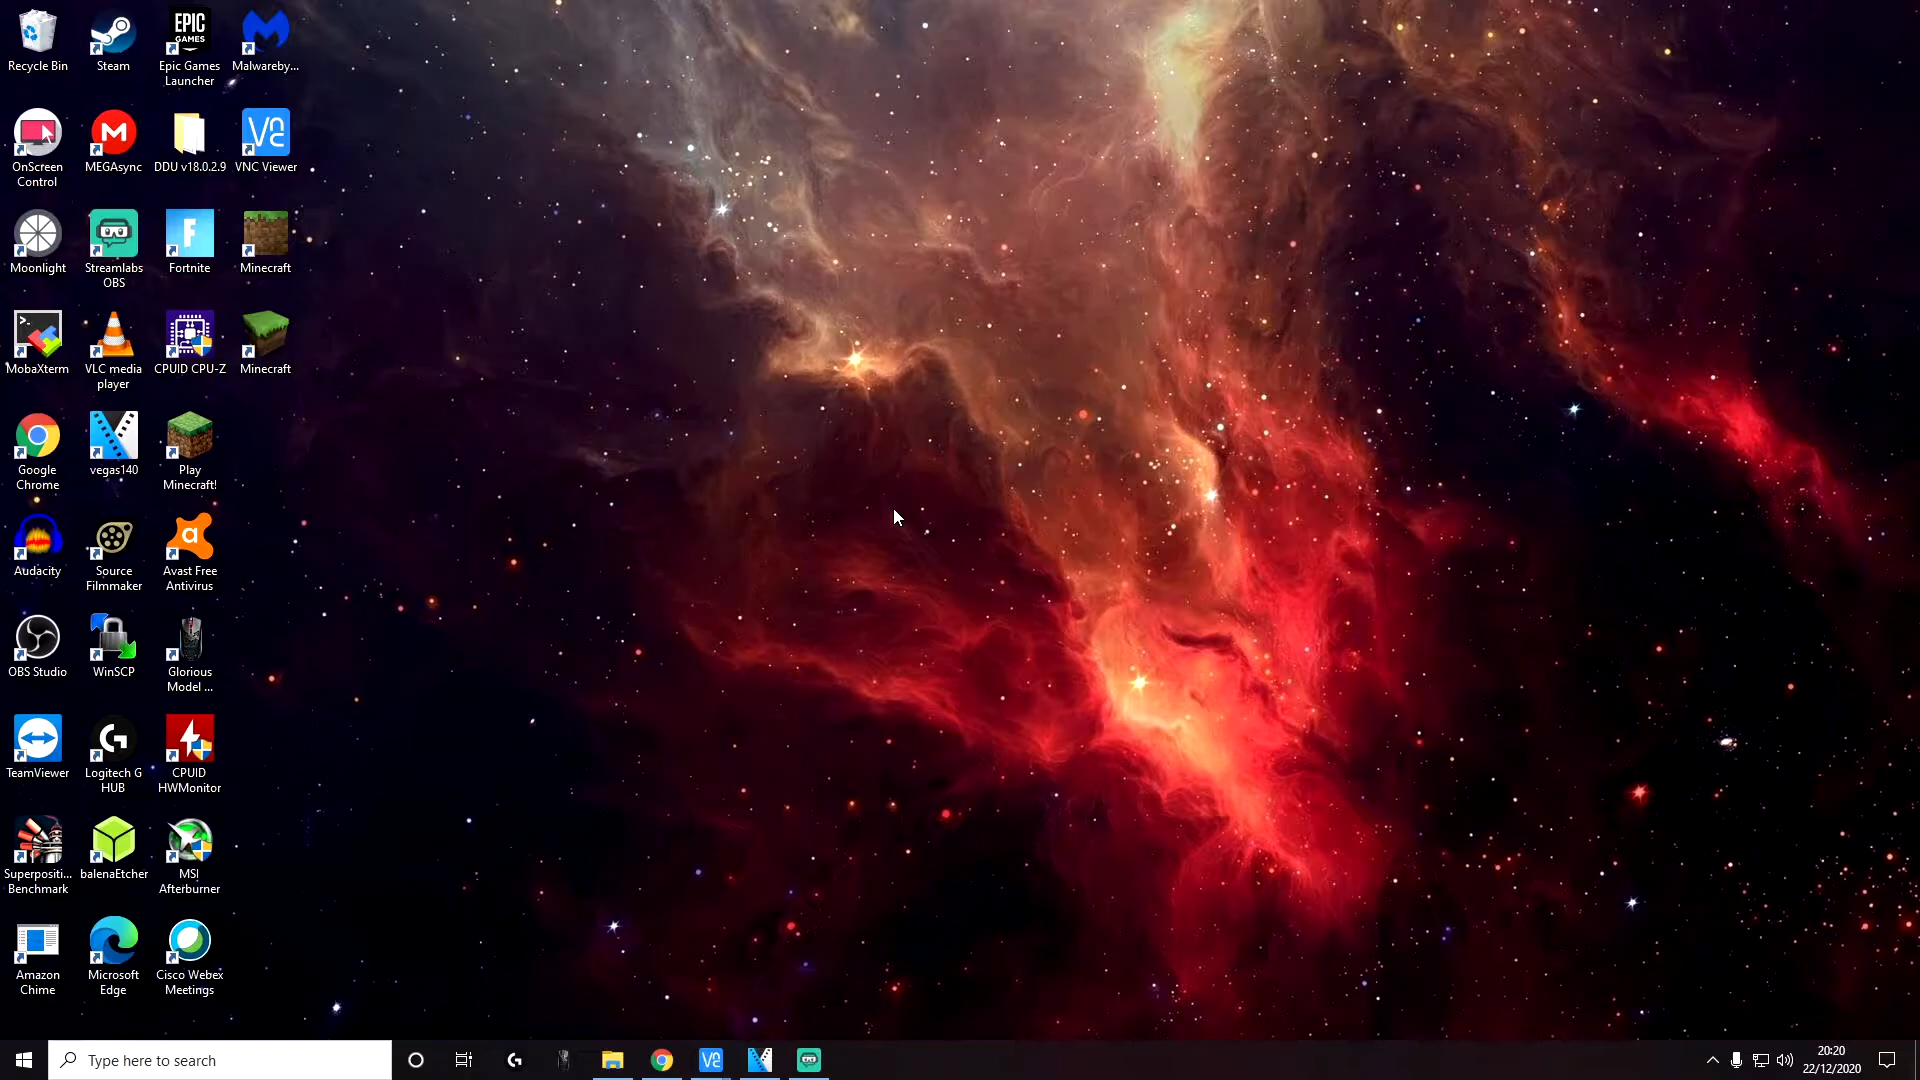 Recycle Bin
Steam
EPIC
GAMES
Epic Games
Launcher
Malwareby...
OnScreen
Control
MEGAsync
DDU v18.0.2.9
VNC Viewer
Moonlight
Streamlabs
OBS
F
Fortnite
Minecraft
MobaXterm
VLC media
player
CPUID CPU-Z
Minecraft
Google
Chrome
vegas140
Play
Minecraft!
Audacity
Source
Filmmaker
a
Avast Free
Antivirus
OBS Studio
WinSCP
Glorious
Model ...
TeamViewer
Logitech G
HUB
CPUID
HWMonitor
Superpositi...
Benchmark
balenaEtcher
MSI
Afterburner
Amazon
Chime
Microsoft
Edge
Cisco Webex
Meetings
Type here to search
20:20
22/12/2020